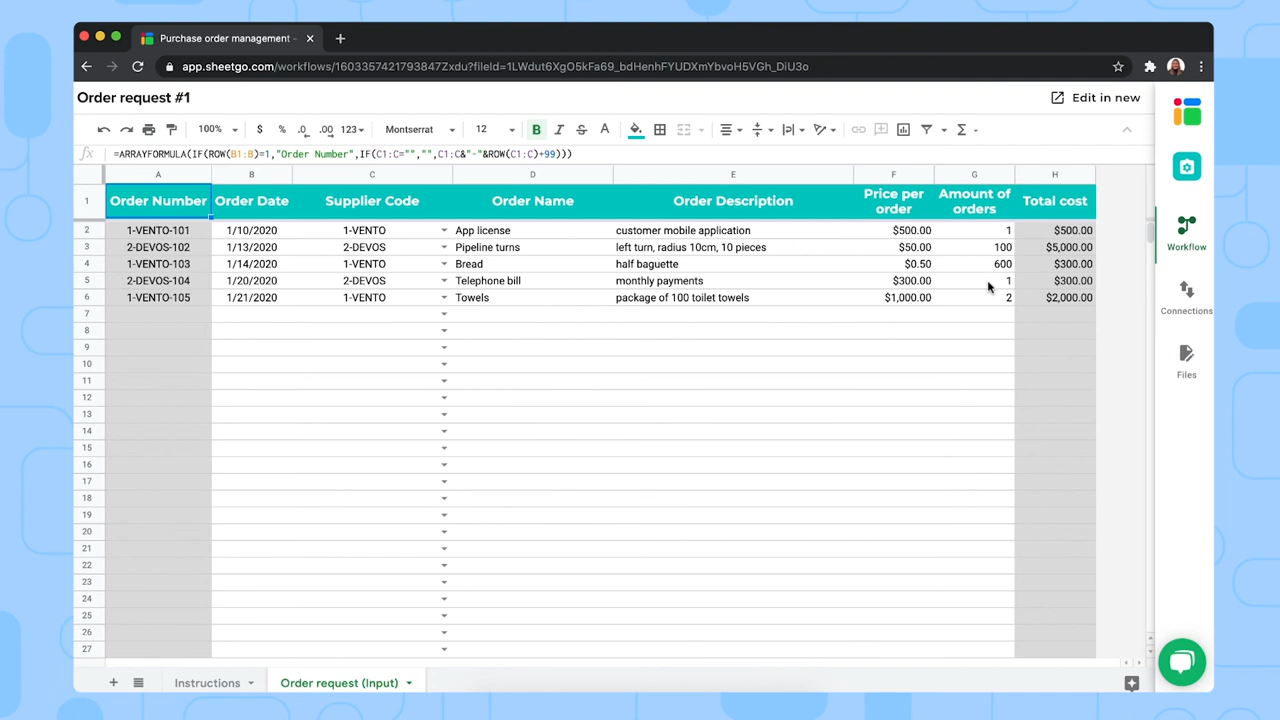 Purchase order management -
app.sheetgo.com/workflows/1603357421793847Zxdu?fileId=1LWdut6XgO5kFa69_bdHenhFYUDXmYbvoH5VGh_DiU3o
Order request #1
Edit in new
100% $ % .0 .00 123 Montserrat 12 B I S A
fx =ARRAYFORMULA(IF(ROW(B1:B)=1,"Order Number",IF(C1:C="","",C1:C&"-"&ROW(C1:C)+99)))
A B C D E F G H
1 Order Number Order Date Supplier Code Order Name Order Description Price per order Amount of orders Total cost
2 1-VENTO-101 1/10/2020 1-VENTO App license customer mobile application $500.00 1 $500.00
3 2-DEVOS-102 1/13/2020 2-DEVOS Pipeline turns left turn, radius 10cm, 10 pieces $50.00 100 $5,000.00
4 1-VENTO-103 1/14/2020 1-VENTO Bread half baguette $0.50 600 $300.00
5 2-DEVOS-104 1/20/2020 2-DEVOS Telephone bill monthly payments $300.00 1 $300.00
6 1-VENTO-105 1/21/2020 1-VENTO Towels package of 100 toilet towels $1,000.00 2 $2,000.00
7
8
9
10
11
12
13
14
15
16
17
18
19
20
21
22
23
24
25
26
27
Instructions Order request (Input)
Workflow
Connections
Files